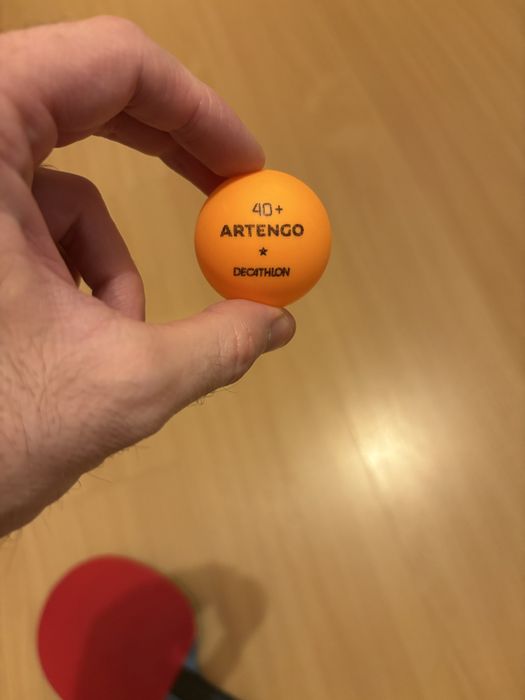 40+
ARTENGO
★
DECATHLON